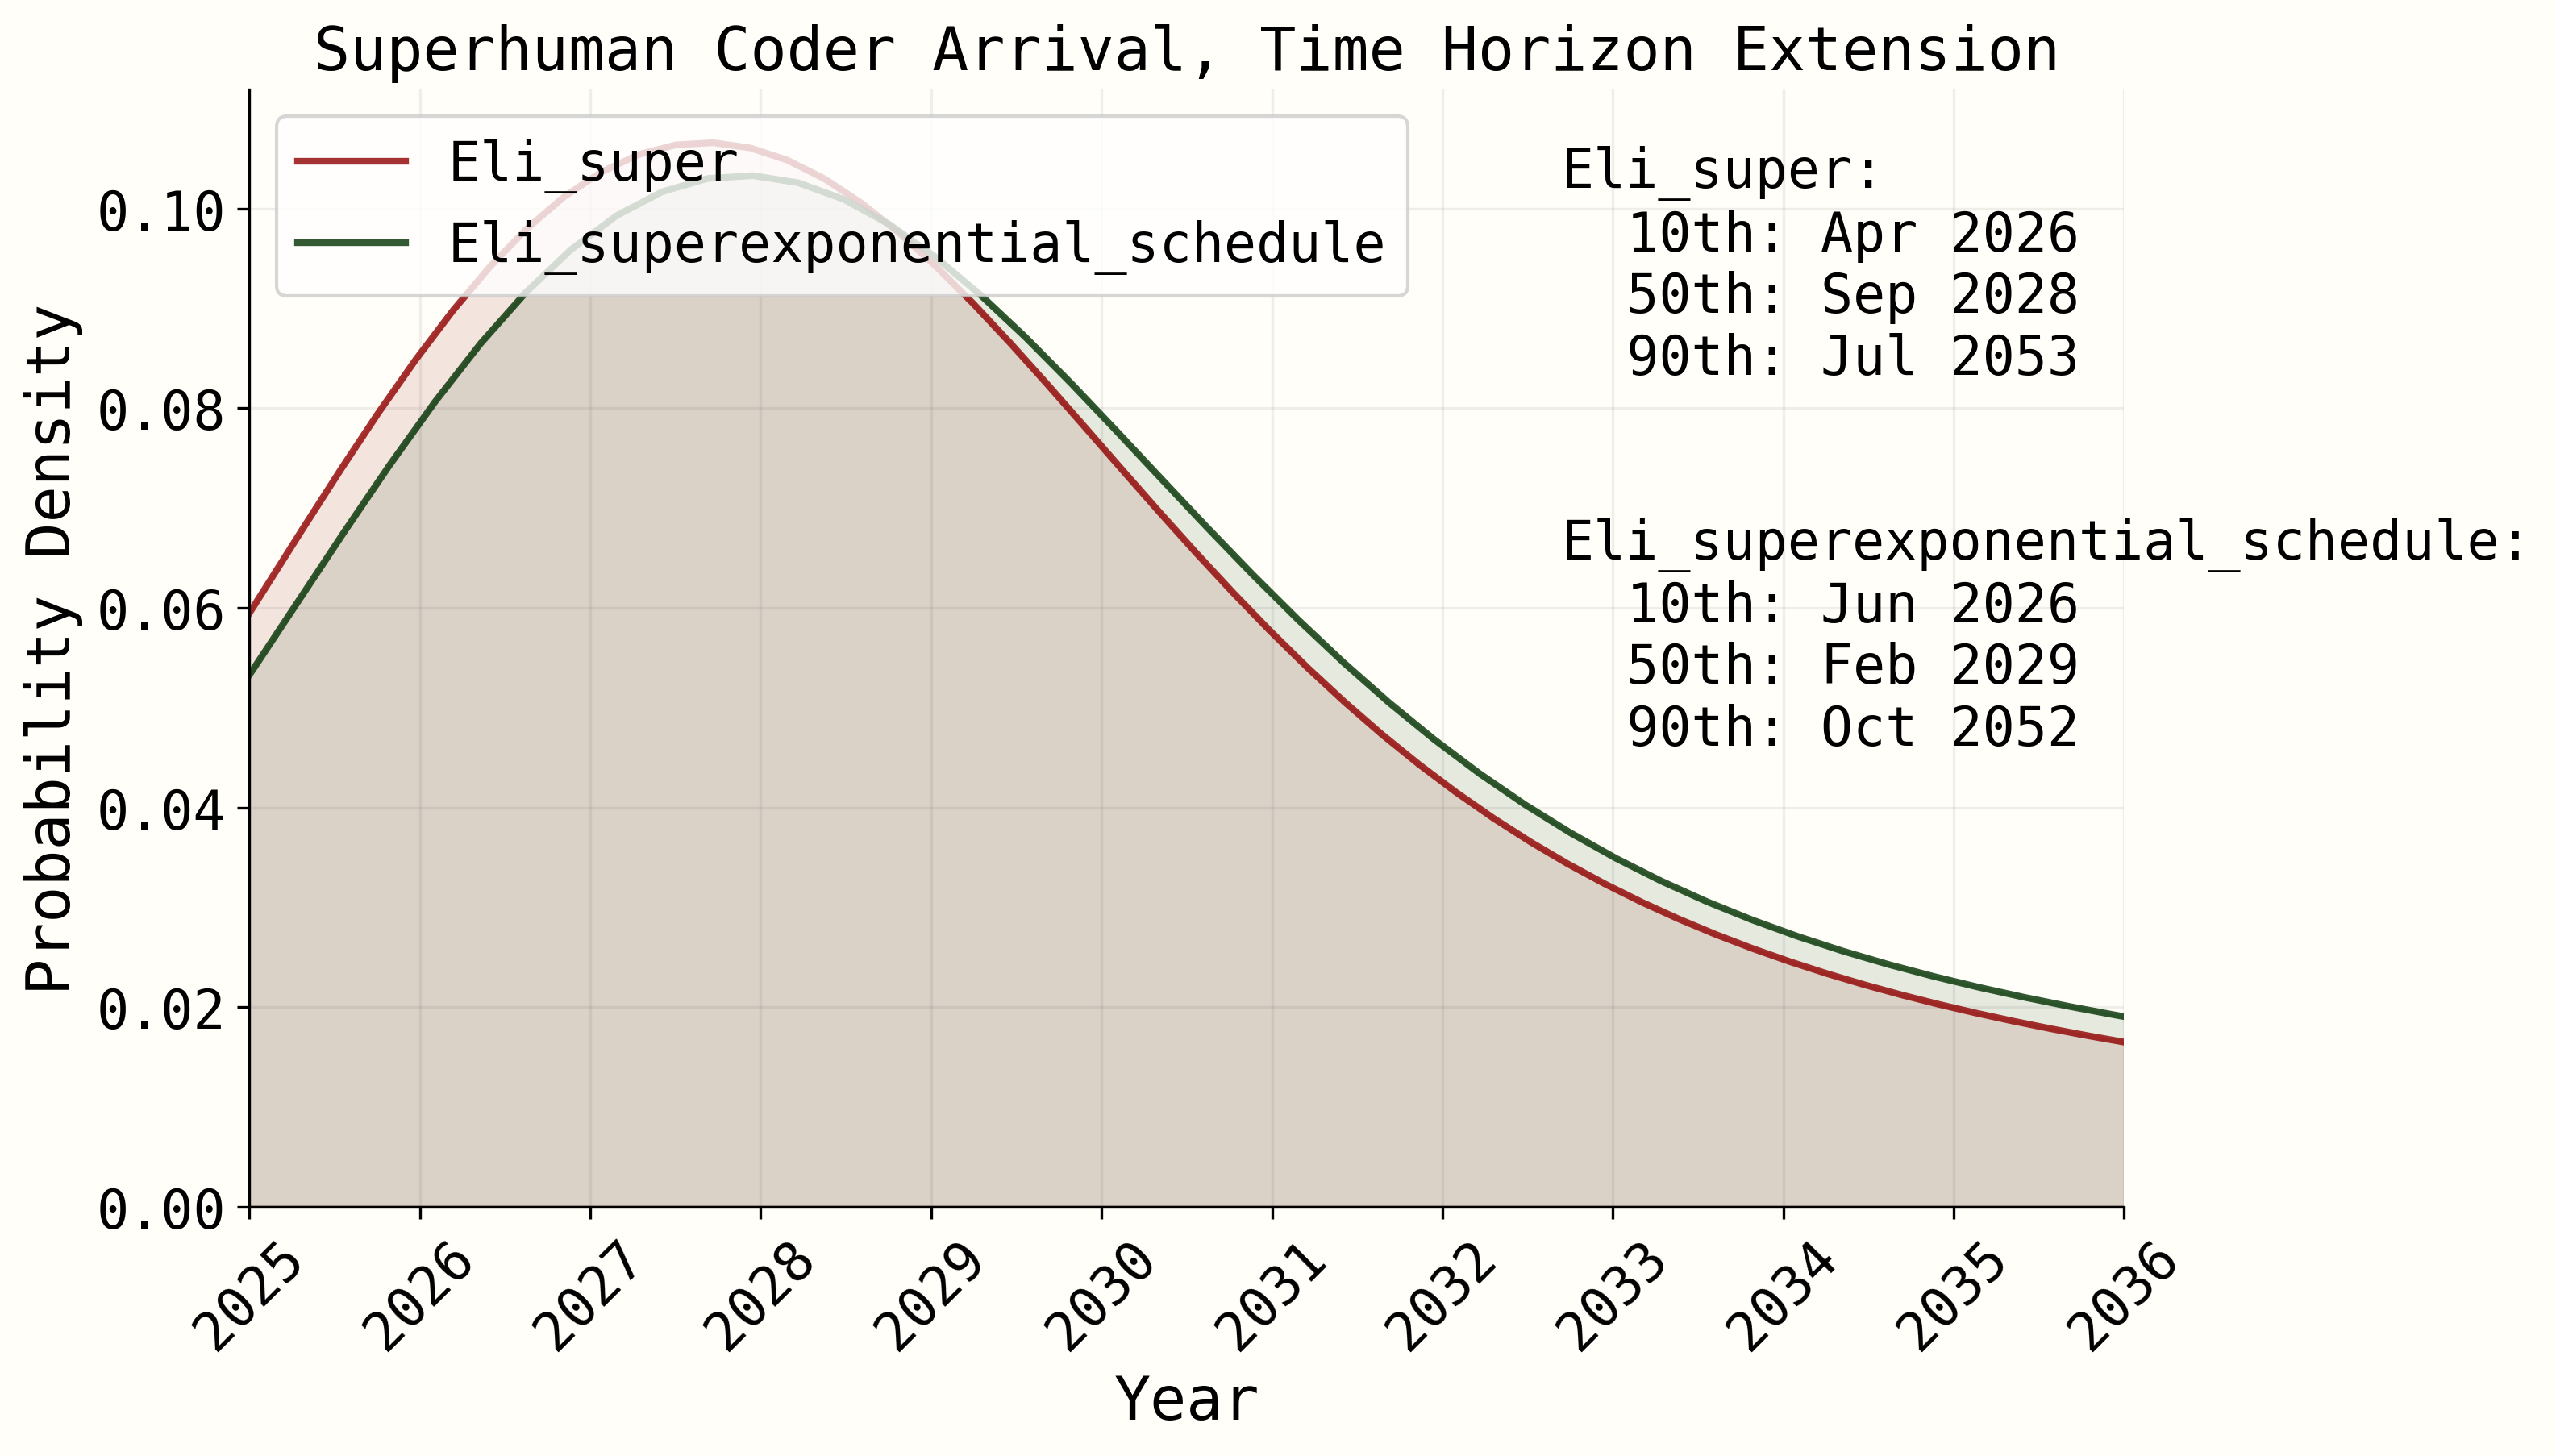 Superhuman Coder Arrival, Time Horizon Extension
Eli_super
Eli_superexponential_schedule
Eli_super:
10th: Apr 2026
50th: Sep 2028
90th: Jul 2053
Eli_superexponential_schedule:
10th: Jun 2026
50th: Feb 2029
90th: Oct 2052
Probability Density
0.10
0.08
0.06
0.04
0.02
0.00
2025 2026 2027 2028 2029 2030 2031 2032 2033 2034 2035 2036
Year